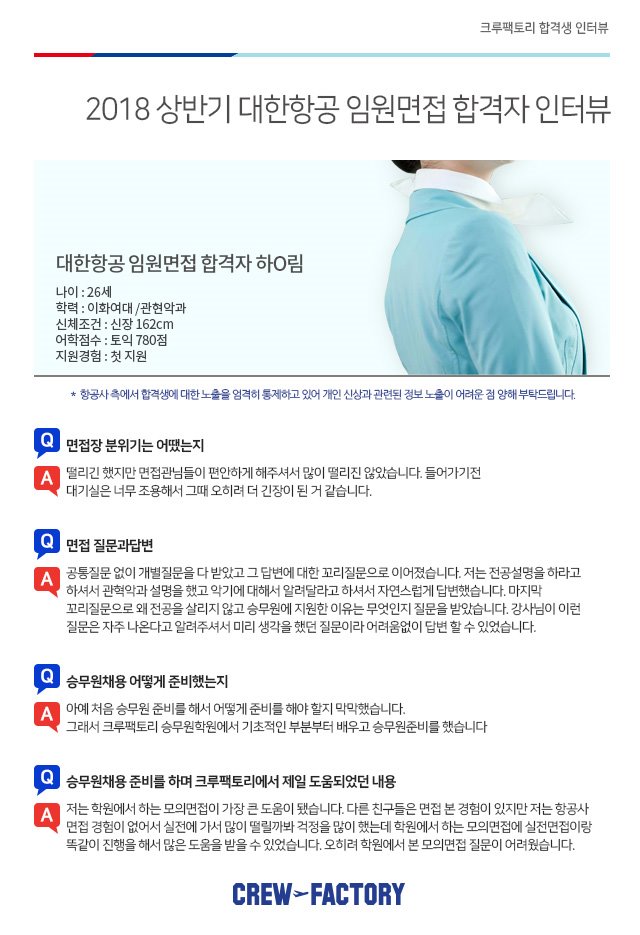 크루팩토리 합격생 인터뷰
2018 상반기 대한항공 임원면접 합격자 인터뷰
대한항공 임원면접 합격자 하O림
나이 : 26세
학력 : 이화여대 /관현악과
신체조건 : 신장 162cm
어학점수 : 토익 780점
지원경험 : 첫 지원
* 항공사 측에서 합격생에 대한 노출을 엄격히 통제하고 있어 개인 신상과 관련된 정보 노출이 어려운 점 양해 부탁드립니다.
Q 면접장 분위기는 어땠는지
A 떨리긴 했지만 면접관님들이 편안하게 해주셔서 많이 떨리진 않았습니다. 들어가기전
대기실은 너무 조용해서 그때 오히려 더 긴장이 된 거 같습니다.
Q 면접 질문과답변
A 공통질문 없이 개별질문을 다 받았고 그 답변에 대한 꼬리질문으로 이어졌습니다. 저는 전공설명을 하라고
하셔서 관혁악과 설명을 했고 악기에 대해서 알려달라고 하셔서 자연스럽게 답변했습니다. 마지막
꼬리질문으로 왜 전공을 살리지 않고 승무원에 지원한 이유는 무엇인지 질문을 받았습니다. 강사님이 이런
질문은 자주 나온다고 알려주셔서 미리 생각을 했던 질문이라 어려움없이 답변 할 수 있었습니다.
Q 승무원채용 어떻게 준비했는지
A 아예 처음 승무원 준비를 해서 어떻게 준비를 해야 할지 막막했습니다.
그래서 크루팩토리 승무원학원에서 기초적인 부분부터 배우고 승무원준비를 했습니다
Q 승무원채용 준비를 하며 크루팩토리에서 제일 도움되었던 내용
A 저는 학원에서 하는 모의면접이 가장 큰 도움이 됐습니다. 다른 친구들은 면접 본 경험이 있지만 저는 항공사
면접 경험이 없어서 실전에 가서 많이 떨릴까봐 걱정을 많이 했는데 학원에서 하는 모의면접에 실전면접이랑
똑같이 진행을 해서 많은 도움을 받을 수 있었습니다. 오히려 학원에서 본 모의면접 질문이 어려웠습니다.
CREW FACTORY